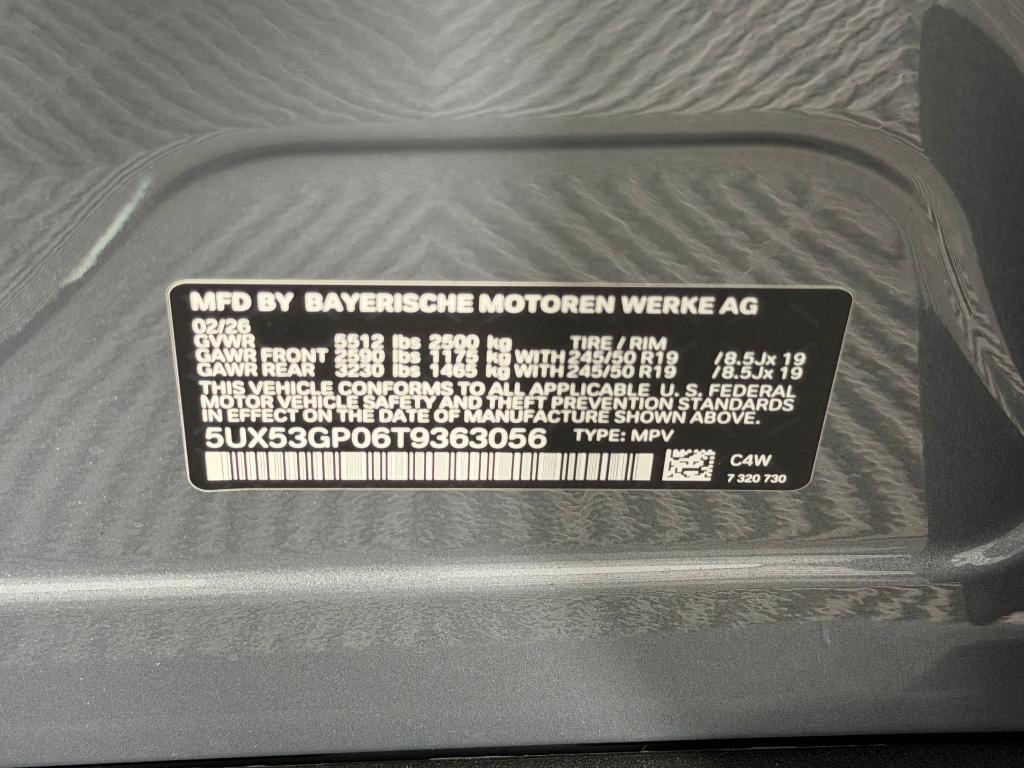 MFD BY BAYERISCHE MOTOREN WERKE AG
02/26
GVWR 5512 lbs 2500 kg TIRE / RIM
GAWR FRONT 2590 lbs 1175 kg WITH 245/50 R19 /8.5Jx 19
GAWR REAR 3230 lbs 1465 kg WITH 245/50 R19 /8.5Jx 19
THIS VEHICLE CONFORMS TO ALL APPLICABLE U.S. FEDERAL
MOTOR VEHICLE SAFETY AND THEFT PREVENTION STANDARDS
IN EFFECT ON THE DATE OF MANUFACTURE SHOWN ABOVE.
5UX53GP06T9363056 TYPE: MPV
C4W
7 320 730